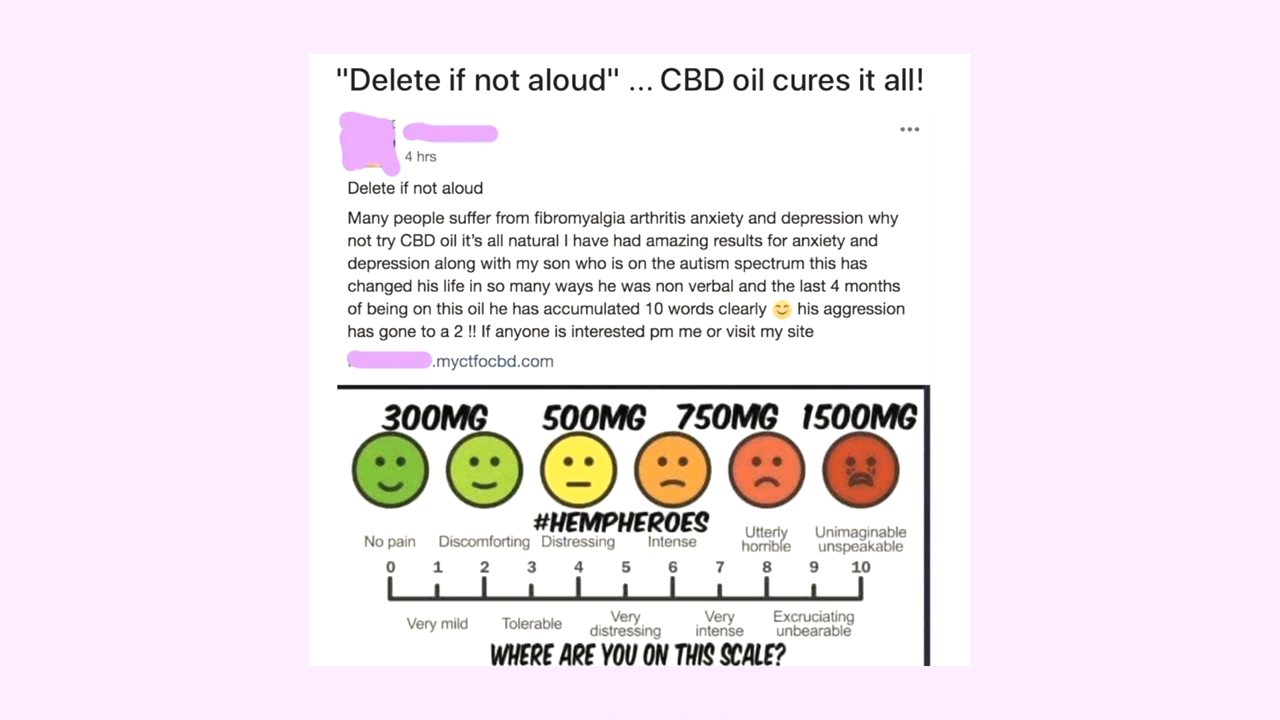 "Delete if not aloud" ... CBD oil cures it all!
4 hrs
Delete if not aloud
Many people suffer from fibromyalgia arthritis anxiety and depression why
not try CBD oil it's all natural I have had amazing results for anxiety and
depression along with my son who is on the autism spectrum this has
changed his life in so many ways he was non verbal and the last 4 months
of being on this oil he has accumulated 10 words clearly 😊 his aggression
has gone to a 2 !! If anyone is interested pm me or visit my site
.myctfocbd.com
300MG 500MG 750MG 1500MG
#HEMPHEROES
No pain Discomforting Distressing Intense Utterly horrible Unimaginable unspeakable
0 1 2 3 4 5 6 7 8 9 10
Very mild Tolerable Very distressing Very intense Excruciating unbearable
WHERE ARE YOU ON THIS SCALE?